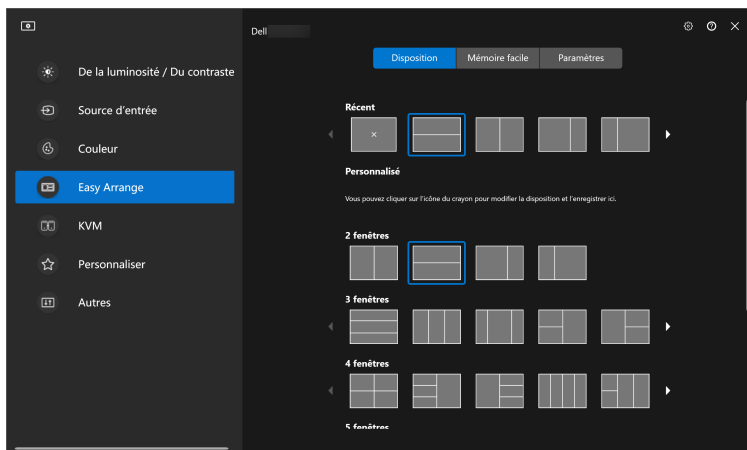 Dell
De la luminosité / Du contraste
Source d'entrée
Couleur
Easy Arrange
KVM
Personnaliser
Autres
Disposition
Mémoire facile
Paramètres
Récent
Personnalisé
Vous pouvez cliquer sur l'icône du crayon pour modifier la disposition et l'enregistrer ici.
2 fenêtres
3 fenêtres
4 fenêtres
5 fenêtres